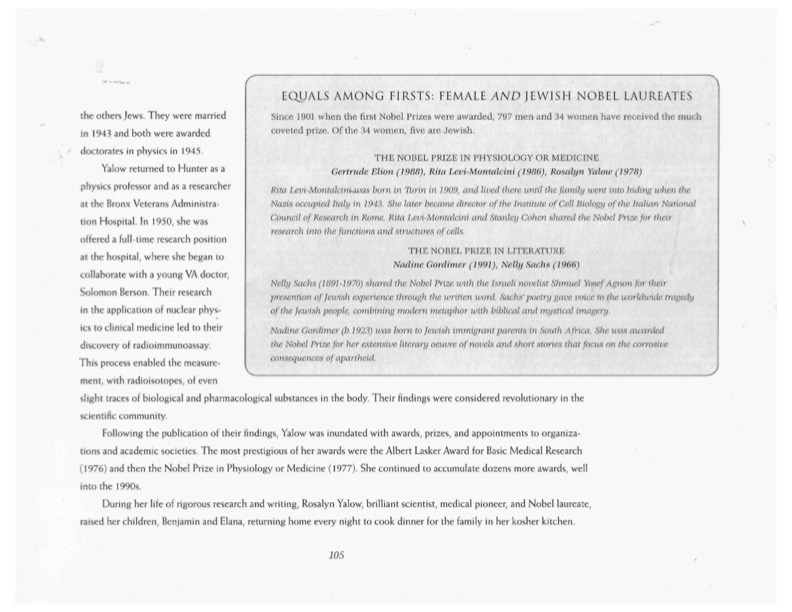 the others Jews. They were married
in 1943 and both were awarded
doctorates in physics in 1945.
Yalow returned to Hunter as a
physics professor and as a researcher
at the Bronx Veterans Administra-
tion Hospital. In 1950, she was
offered a full-time research position
at the hospital, where she began to
collaborate with a young VA doctor,
Solomon Berson. Their research
in the application of nuclear phys-
ics to clinical medicine led to their
discovery of radioimmunoassay.
This process enabled the measure-
ment, with radioisotopes, of even
slight traces of biological and pharmacological substances in the body. Their findings were considered revolutionary in the
scientific community.
Following the publication of their findings, Yalow was inundated with awards, prizes, and appointments to organiza-
tions and academic societies. The most prestigious of her awards were the Albert Lasker Award for Basic Medical Research
(1976) and then the Nobel Prize in Physiology or Medicine (1977). She continued to accumulate dozens more awards, well
into the 1990s.
During her life of rigorous research and writing, Rosalyn Yalow, brilliant scientist, medical pioneer, and Nobel laureate,
raised her children, Benjamin and Elana, returning home every night to cook dinner for the family in her kosher kitchen.
EQUALS AMONG FIRSTS: FEMALE AND JEWISH NOBEL LAUREATES
Since 1901 when the first Nobel Prizes were awarded, 797 men and 34 women have received the much
coveted prize. Of the 34 women, five are Jewish.
THE NOBEL PRIZE IN PHYSIOLOGY OR MEDICINE
Gertrude Elion (1988), Rita Levi-Montalcini (1986), Rosalyn Yalow (1978)
Rita Levi-Montalcini was born in Turin in 1909, and lived there until the family went into hiding when the
Nazis occupied Italy in 1943. She later became director of the Institute of Cell Biology of the Italian National
Council of Research in Rome. Rita Levi-Montalcini and Stanley Cohen shared the Nobel Prize for their
research into the functions and structures of cells.
THE NOBEL PRIZE IN LITERATURE
Nadine Gordimer (1991), Nelly Sachs (1966)
Nelly Sachs (1891-1970) shared the Nobel Prize with the Israeli novelist Shmuel Yosef Agnon for their
presention of Jewish experience through the written word. Sachs' poetry gave voice to the worldwide tragedy
of the Jewish people, combining modern metaphor with biblical and mystical imagery.
Nadine Gordimer (b 1923) was born to Jewish immigrant parents in South Africa. She was awarded
the Nobel Prize for her extensive literary oeuvre of novels and short stories that focus on the corrosive
consequences of apartheid.
105